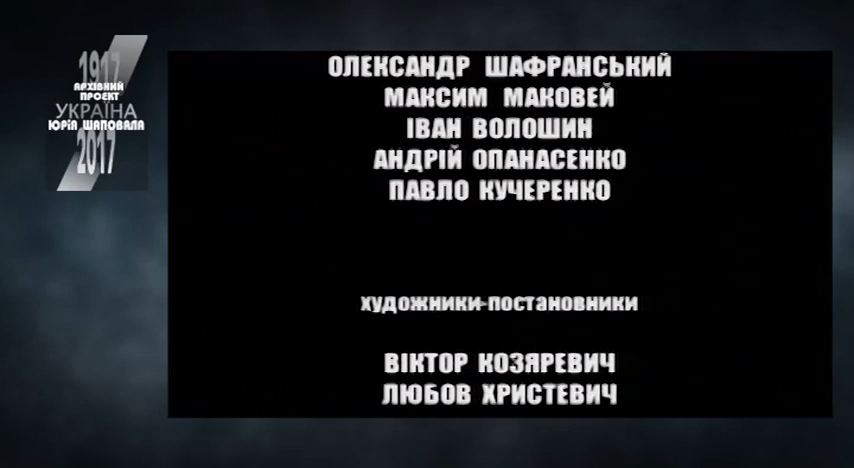 1917
АРХІВНИЙ
ПРОЄКТ
УКРАЇНА
ЮРІЯ ШАПОВАЛА
2017
ОЛЕКСАНДР ШАФРАНСЬКИЙ
МАКСИМ МАКОВЕЙ
ІВАН ВОЛОШИН
АНДРІЙ ОПАНАСЕНКО
ПАВЛО КУЧЕРЕНКО
ХУДОЖНИКИ-ПОСТАНОВНИКИ
ВІКТОР КОЗЯРЕВИЧ
ЛЮБОВ ХРИСТЕВИЧ